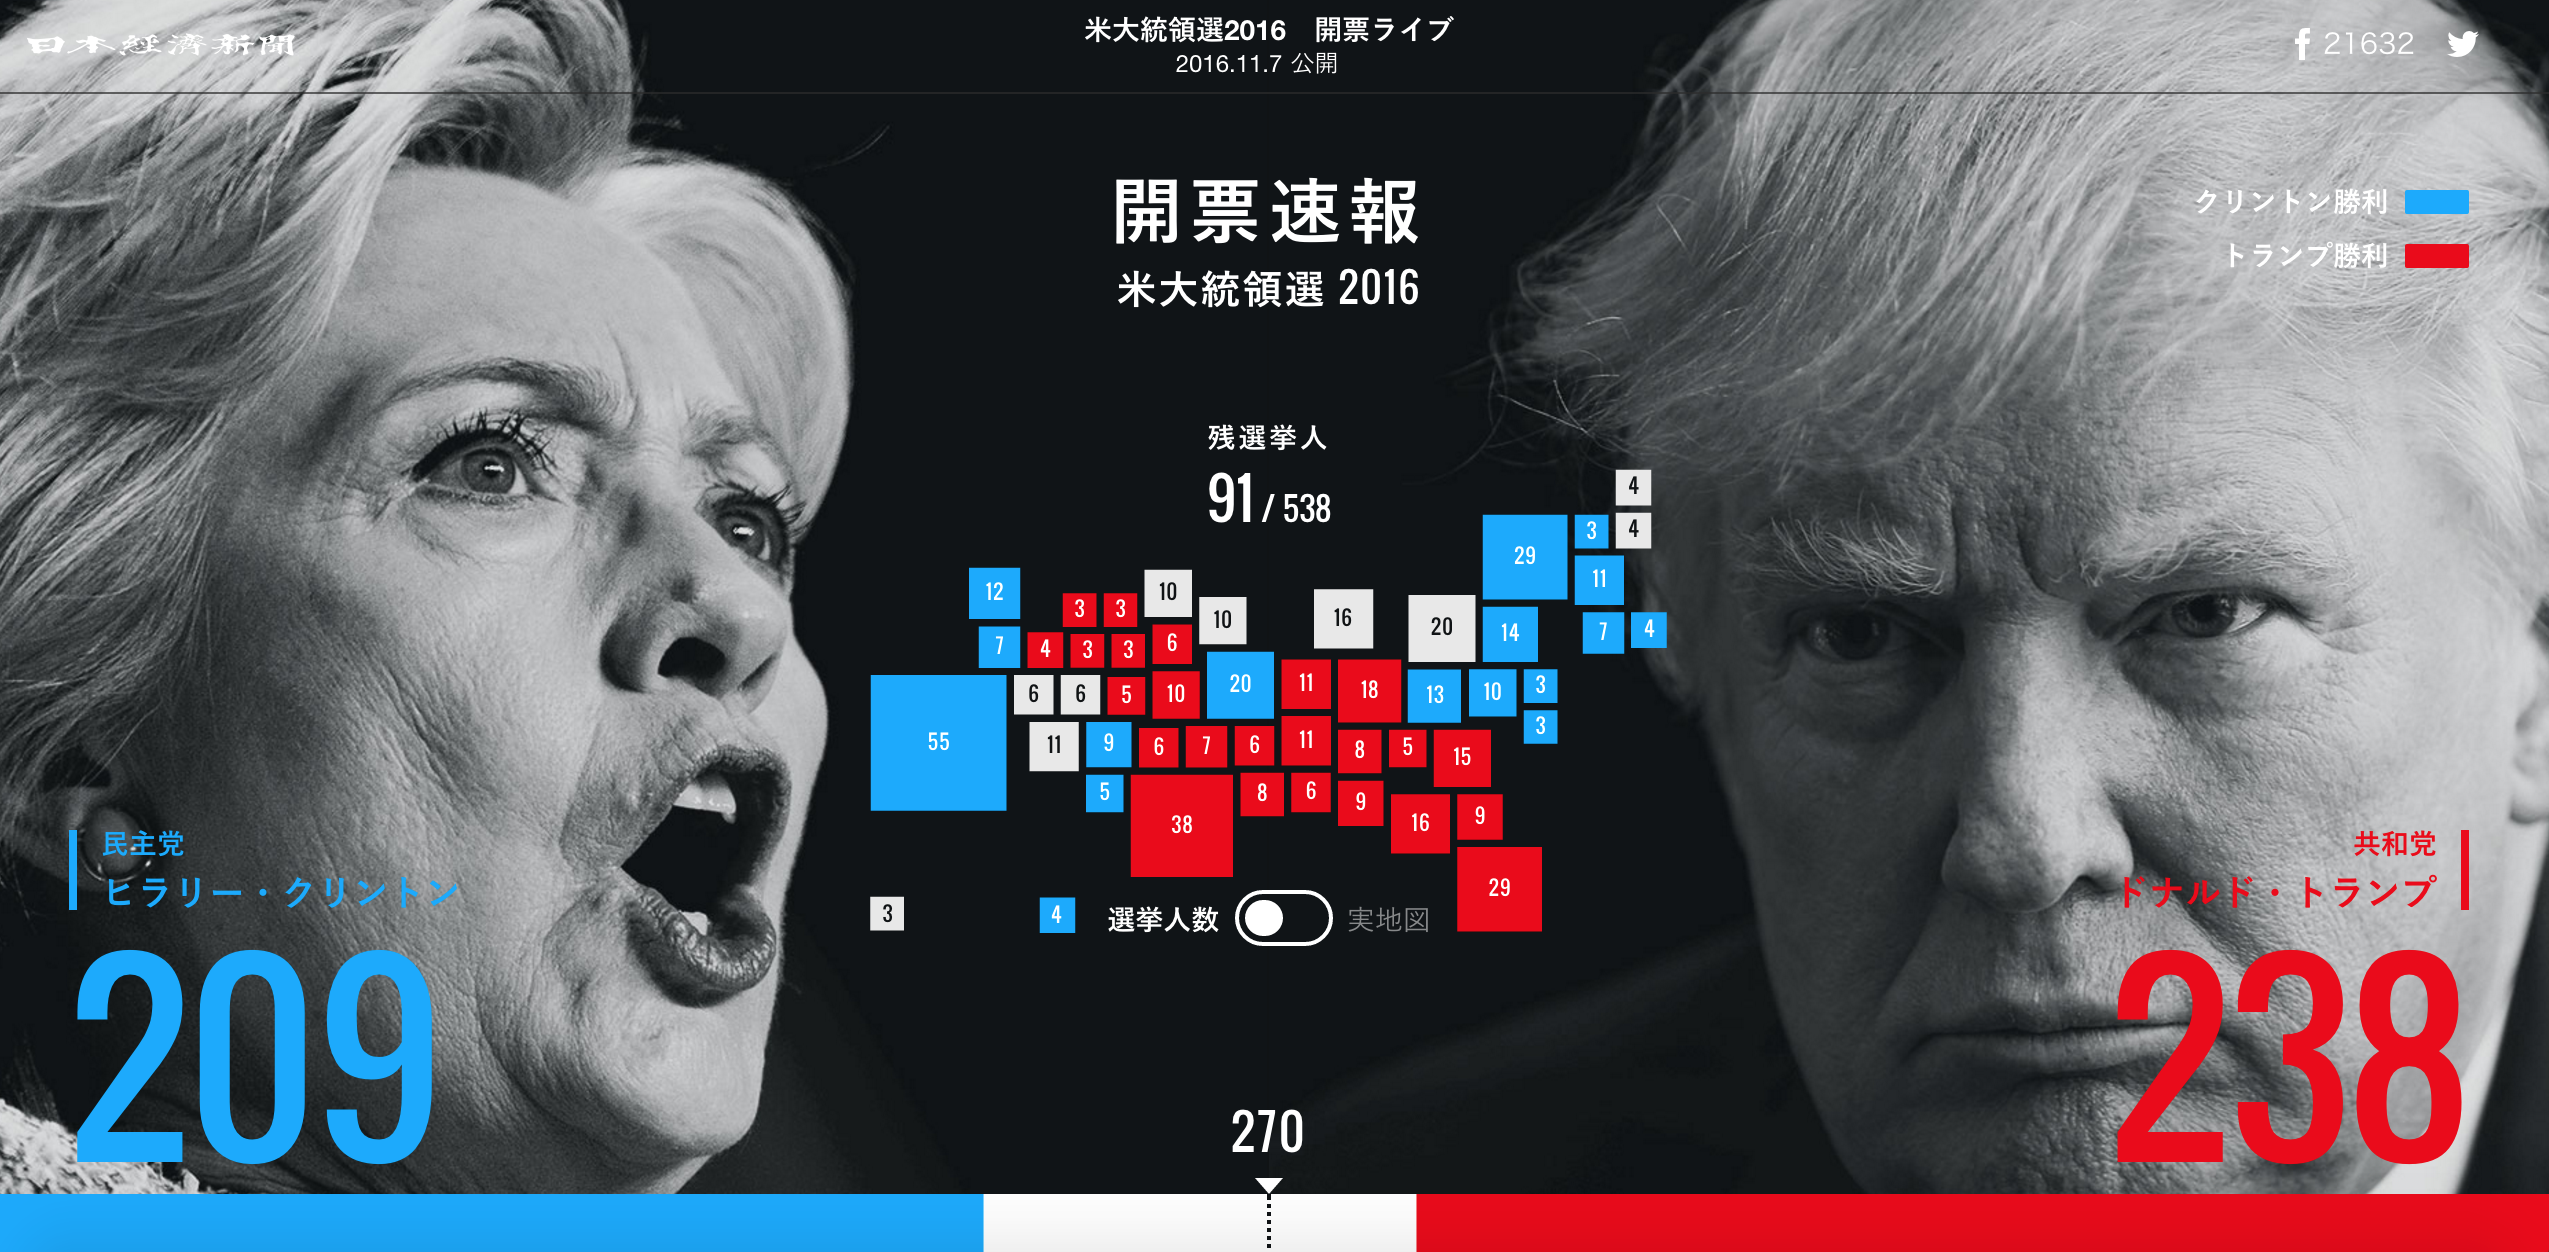 日本経済新聞
米大統領選2016　開票ライブ
2016.11.7 公開
21632
開票速報
米大統領選 2016
クリントン勝利
トランプ勝利
残選挙人
91 / 538
4
29 3 4
11
12 10 16 20
3 3 10 14 7 4
7 4 3 3 6
20 11 18 13 10 3
6 6 5 10
3
55 11 9 6 7 6 11 8 5 15
5 38 8 6 9 16 9
29
3 4
選挙人数 実地図
民主党
ヒラリー・クリントン
209
共和党
ドナルド・トランプ
238
270